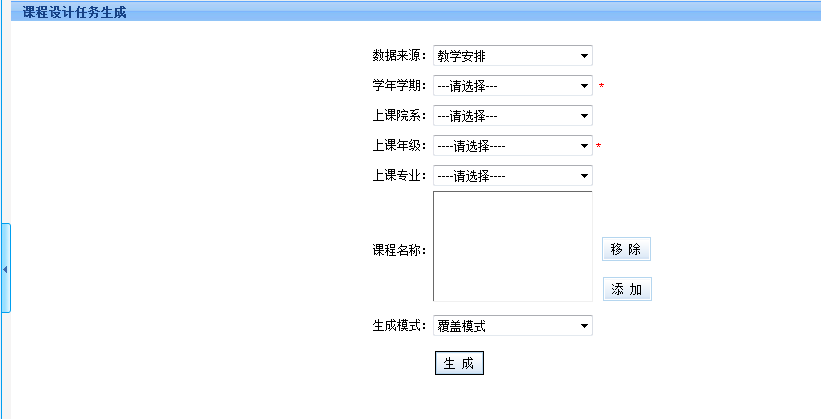 课程设计任务生成
数据来源： 教学安排
学年学期： ---请选择--- *
上课院系： ---请选择---
上课年级： ----请选择---- *
上课专业： ----请选择----
课程名称： 移 除
添 加
生成模式： 覆盖模式
生 成